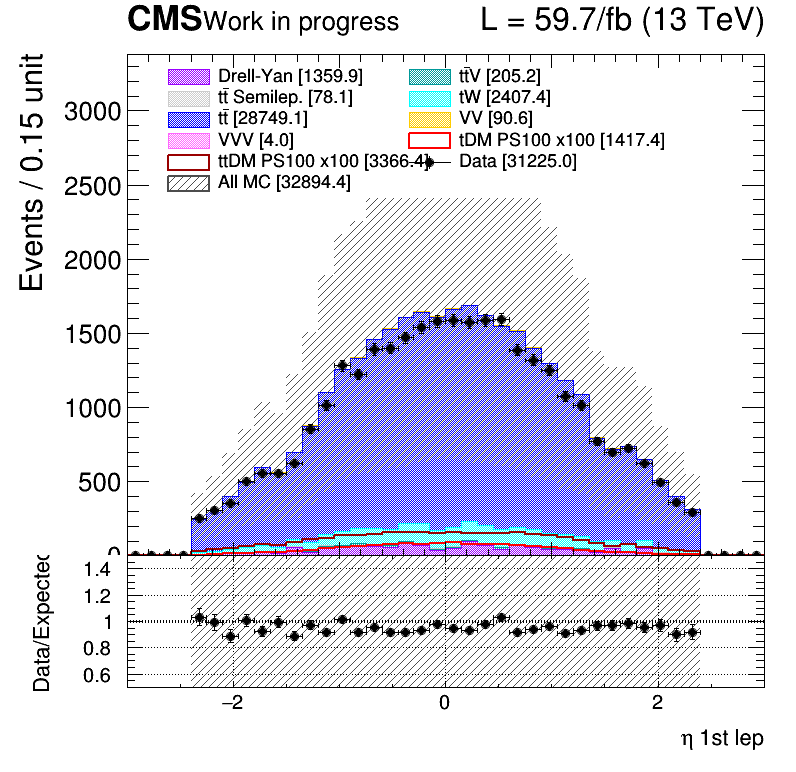 CMS Work in progress L = 59.7/fb (13 TeV)
Drell-Yan [1359.9] tt̄V [205.2]
tt̄ Semilep. [78.1] tW [2407.4]
tt̄ [28749.1] VV [90.6]
VVV [4.0] tDM PS100 x100 [1417.4]
ttDM PS100 x100 [3366.4] Data [31225.0]
All MC [32894.4]
Events / 0.15 unit
3000
2500
2000
1500
1000
500
0
Data/Expected
1.4
1.2
1
0.8
0.6
−2 0 2
η 1st lep